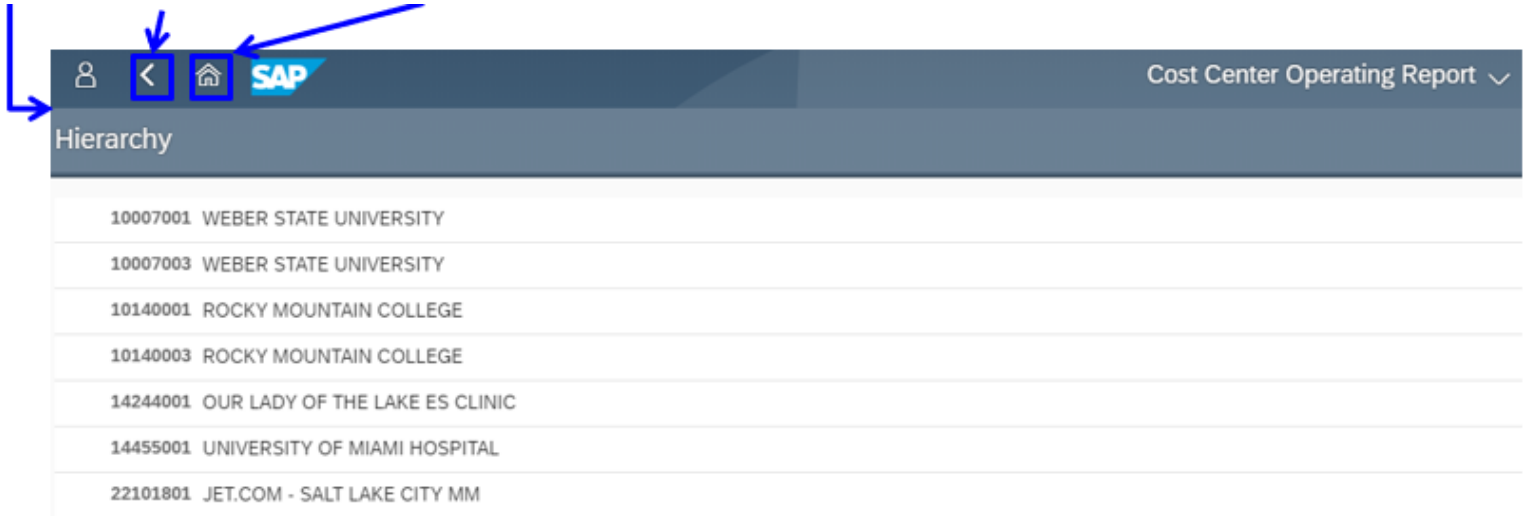 SAP Cost Center Operating Report
Hierarchy
10007001 WEBER STATE UNIVERSITY
10007003 WEBER STATE UNIVERSITY
10140001 ROCKY MOUNTAIN COLLEGE
10140003 ROCKY MOUNTAIN COLLEGE
14244001 OUR LADY OF THE LAKE ES CLINIC
14455001 UNIVERSITY OF MIAMI HOSPITAL
22101801 JET.COM - SALT LAKE CITY MM